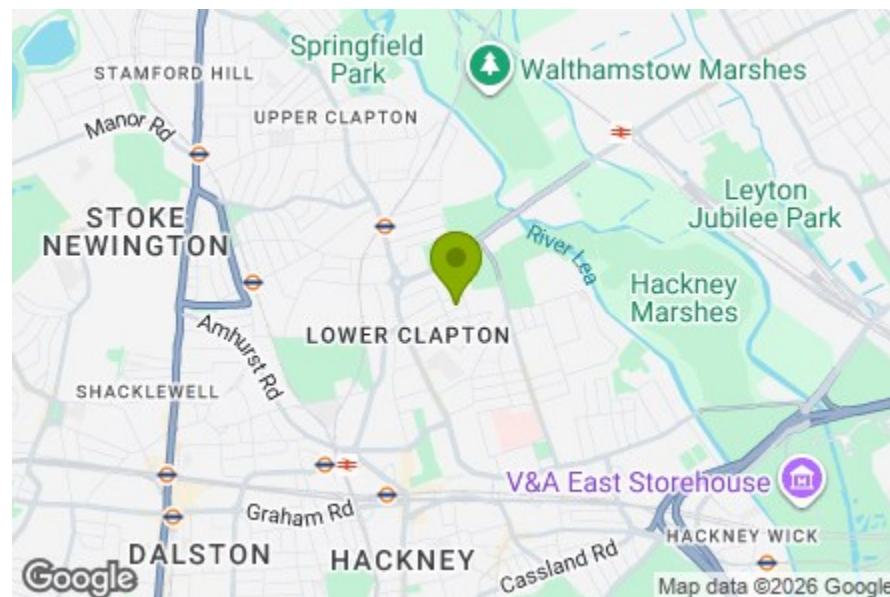 Springfield
Park
Walthamstow Marshes
STAMFORD HILL
UPPER CLAPTON
Manor Rd
Leyton
Jubilee Park
STOKE
NEWINGTON
River Lea
Hackney
Marshes
LOWER CLAPTON
Amhurst Rd
SHACKLEWELL
V&A East Storehouse
Graham Rd
HACKNEY WICK
DALSTON
HACKNEY
Cassland Rd
Google
Map data ©2026 Google